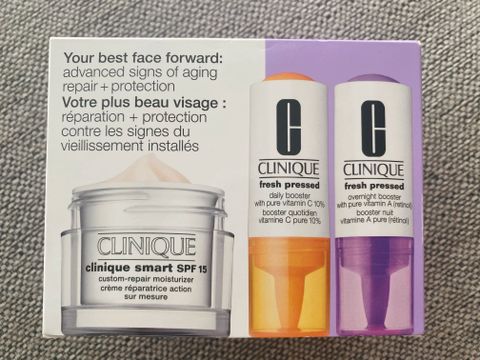 Your best face forward:
advanced signs of aging
repair + protection
Votre plus beau visage :
réparation + protection
contre les signes du
vieillissement installés
CLINIQUE
clinique smart SPF 15
custom-repair moisturizer
crème réparatrice action
sur mesure
C
CLINIQUE
fresh pressed
daily booster
with pure vitamin C 10%
booster quotidien
vitamine C pure 10%
C
CLINIQUE
fresh pressed
overnight booster
with pure vitamin A (retinol)
booster nuit
vitamine A pure (rétinol)